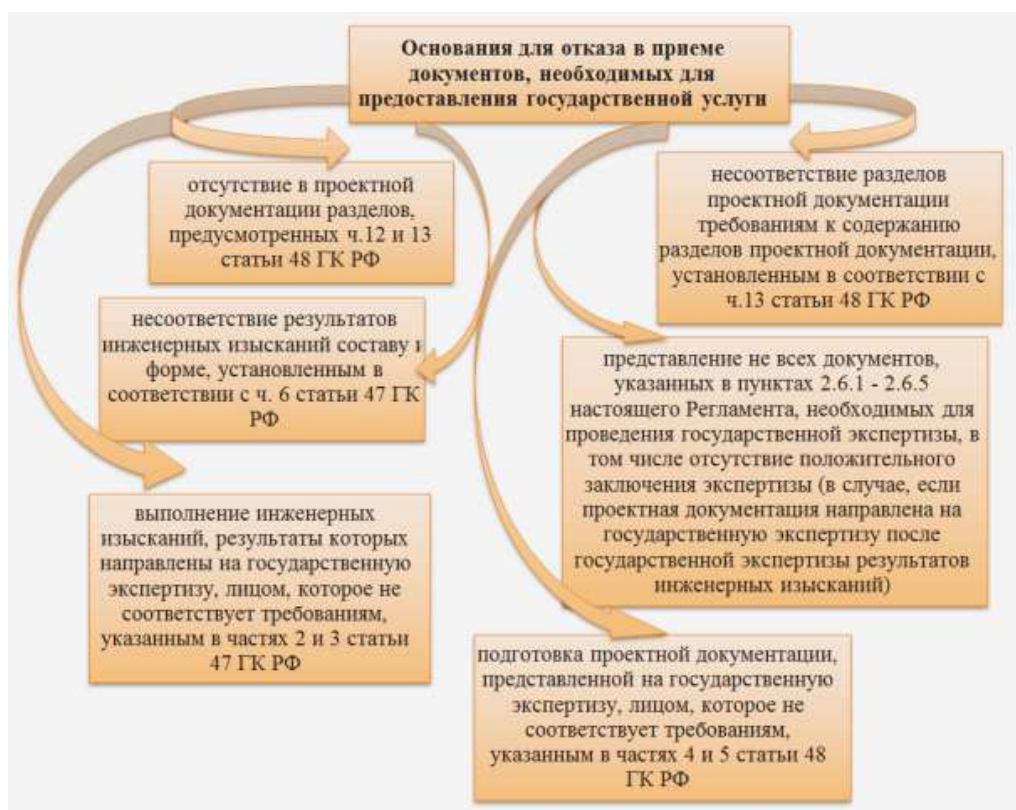 Основания для отказа в приеме
документов, необходимых для
предоставления государственной услуги
отсутствие в проектной
документации разделов,
предусмотренных ч.12 и 13
статьи 48 ГК РФ
несоответствие разделов
проектной документации
требованиям к содержанию
разделов проектной документации,
установленным в соответствии с
ч.13 статьи 48 ГК РФ
несоответствие результатов
инженерных изысканий составу и
форме, установленным в
соответствии с ч. 6 статьи 47 ГК
РФ
представление не всех документов,
указанных в пунктах 2.6.1 - 2.6.5
настоящего Регламента, необходимых для
проведения государственной экспертизы, в
том числе отсутствие положительного
заключения экспертизы (в случае, если
проектная документация направлена на
государственную экспертизу после
государственной экспертизы результатов
инженерных изысканий)
выполнение инженерных
изысканий, результаты которых
направлены на государственную
экспертизу, лицом, которое не
соответствует требованиям,
указанным в частях 2 и 3 статьи
47 ГК РФ
подготовка проектной документации,
представленной на государственную
экспертизу, лицом, которое не
соответствует требованиям,
указанным в частях 4 и 5 статьи 48
ГК РФ